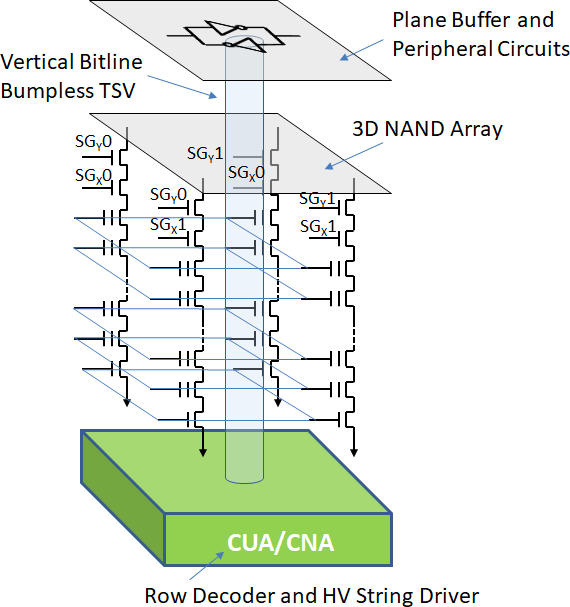 Plane Buffer and
Peripheral Circuits
Vertical Bitline
Bumpless TSV
3D NAND Array
SGY0
SGY1
SGX0
SGX0
SGY0
SGY1
SGX1
SGX1
CUA/CNA
Row Decoder and HV String Driver